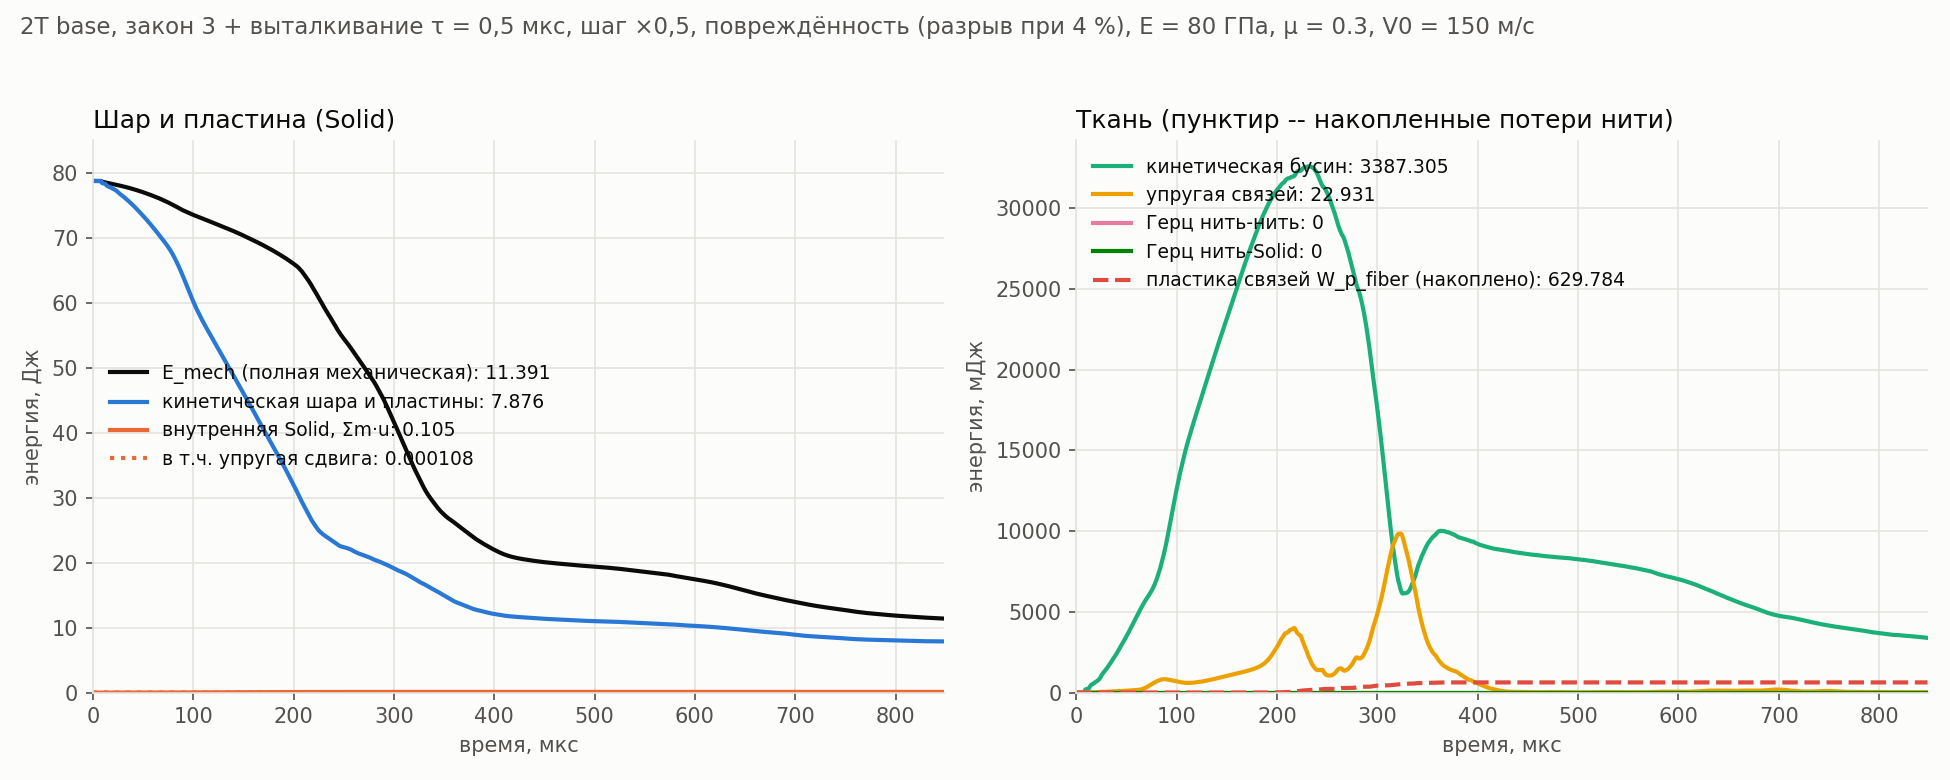 2T base, закон 3 + выталкивание τ = 0,5 мкс, шаг ×0,5, повреждённость (разрыв при 4 %), E = 80 ГПа, μ = 0.3, V0 = 150 м/с
Шар и пластина (Solid)
80
70
60
50
40
30
20
10
0
энергия, Дж
E_mech (полная механическая): 11.391
кинетическая шара и пластины: 7.876
внутренняя Solid, Σm·u: 0.105
в т.ч. упругая сдвига: 0.000108
0 100 200 300 400 500 600 700 800
время, мкс
Ткань (пунктир -- накопленные потери нити)
30000
25000
20000
15000
10000
5000
0
энергия, мДж
кинетическая бусин: 3387.305
упругая связей: 22.931
Герц нить-нить: 0
Герц нить-Solid: 0
пластика связей W_p_fiber (накоплено): 629.784
0 100 200 300 400 500 600 700 800
время, мкс